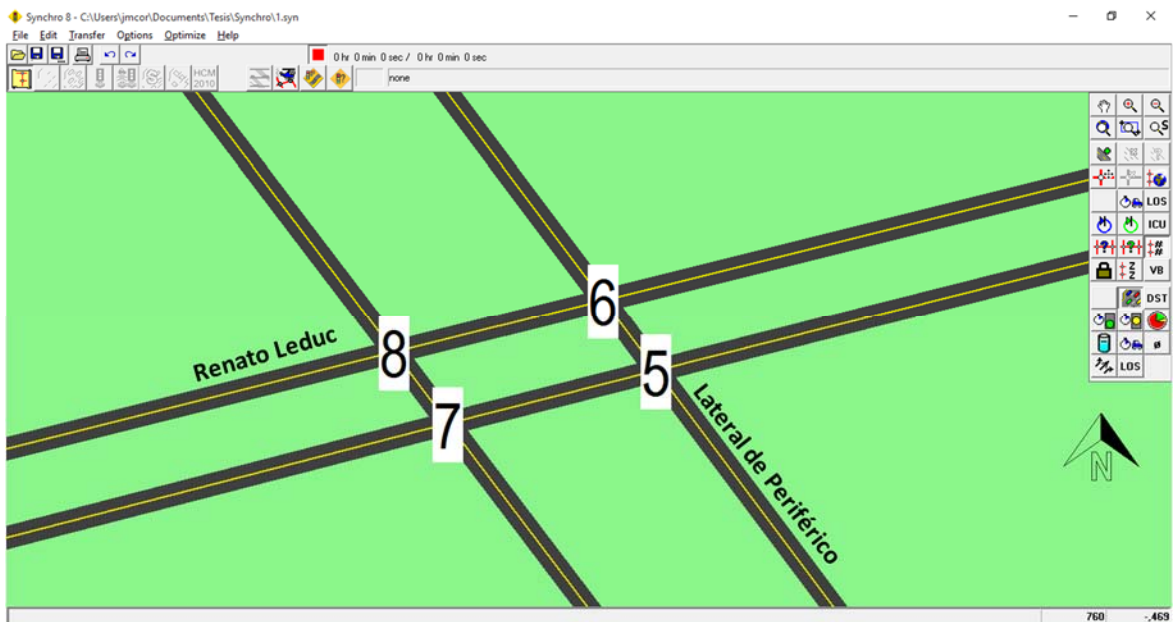 Synchro 8 - C:\Users\jmcor\Documents\Tesis\Synchro\1.syn
File Edit Transfer Options Optimize Help
0 hr 0 min 0 sec / 0 hr 0 min 0 sec
HCM
2010
none
S
LOS
ICU
##
Z
Z
VB
DST
ø
LOS
6
Renato Leduc
8
5
7
Lateral de Periférico
N
760 -,469